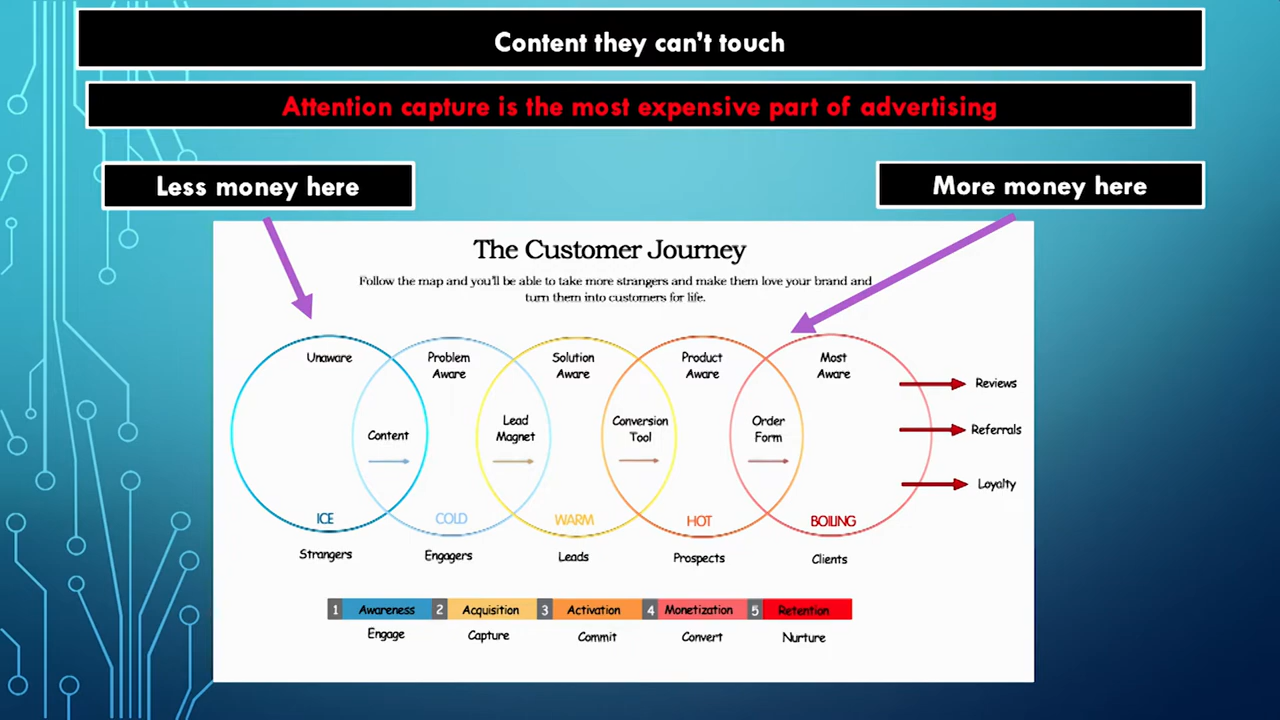 Content they can't touch
Attention capture is the most expensive part of advertising
Less money here
More money here
The Customer Journey
Follow the map and you'll be able to take more strangers and make them love your brand and
turn them into customers for life.
Unaware
Problem
Aware
Solution
Aware
Product
Aware
Most
Aware
Content
Lead
Magnet
Conversion
Tool
Order
Form
Reviews
Referrals
Loyalty
ICE
COLD
WARM
HOT
BOILING
Strangers
Engagers
Leads
Prospects
Clients
1 Awareness 2 Acquisition 3 Activation 4 Monetization 5 Retention
Engage Capture Commit Convert Nurture